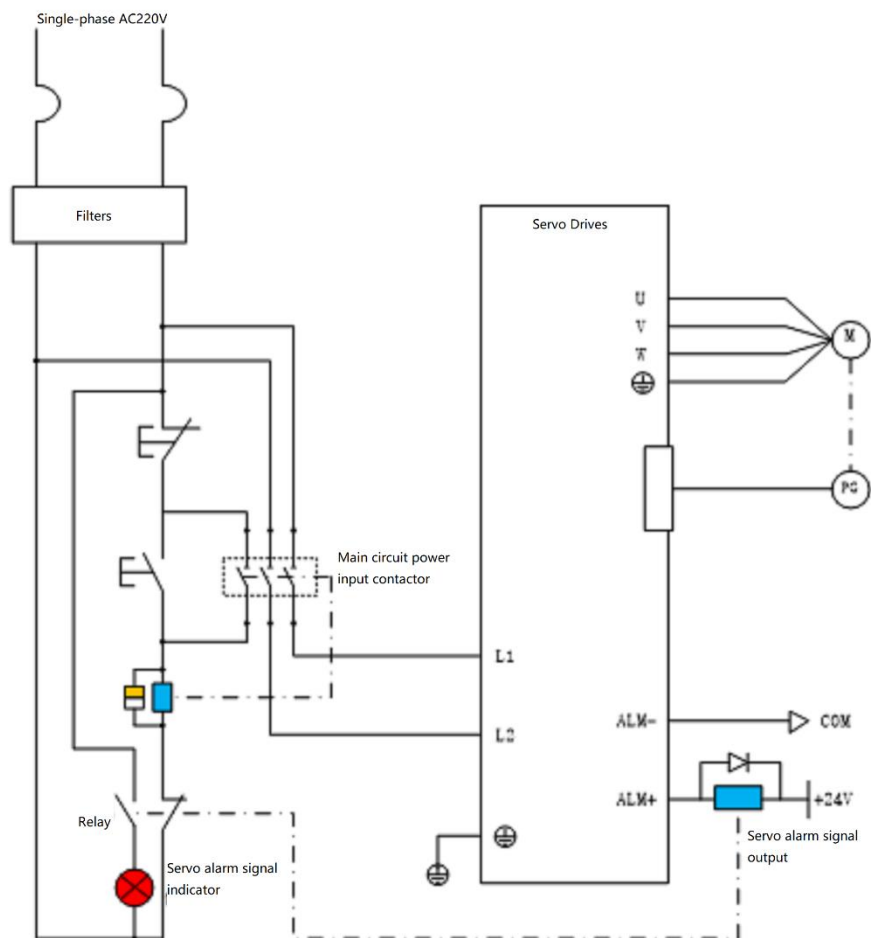 Single-phase AC220V
Filters
Servo Drives
U
V
W
M
PG
Main circuit power
input contactor
L1
L2
ALM-
COM
ALM+
+24V
Relay
Servo alarm signal
output
Servo alarm signal
indicator